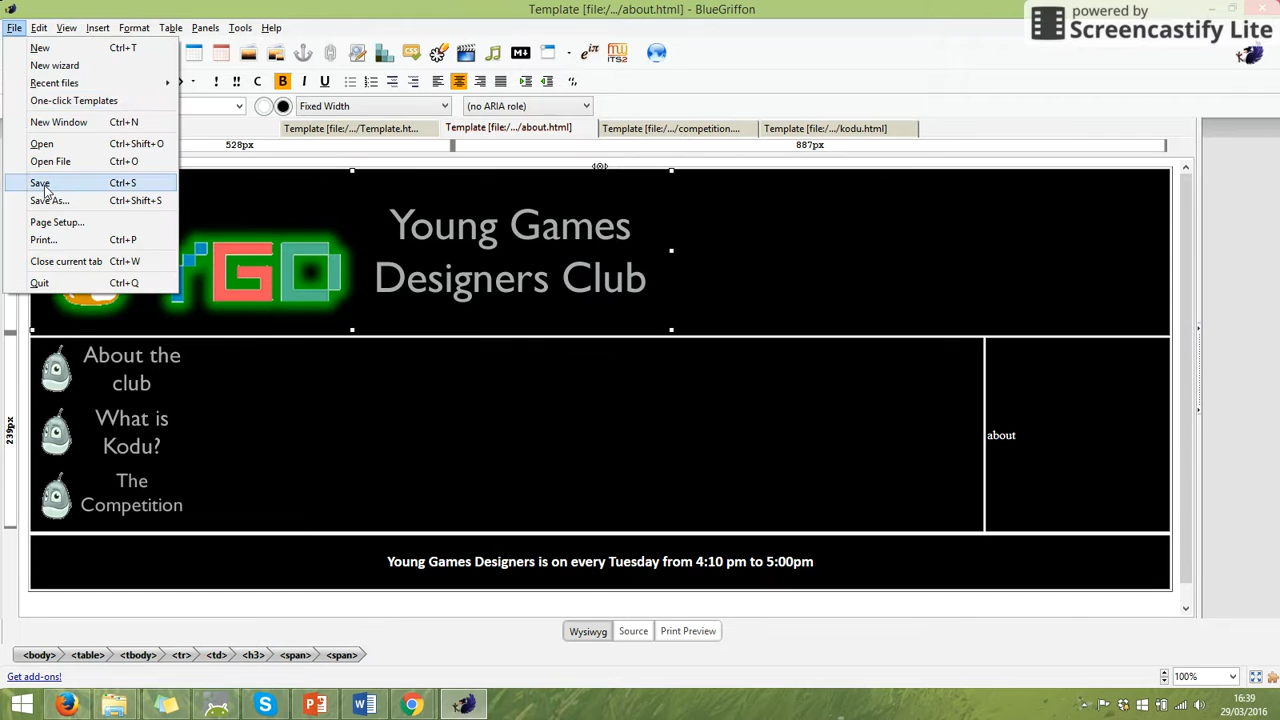 Template [file:/.../about.html] - BlueGriffon
powered by
Screencastify Lite
File Edit View Insert Format Table Panels Tools Help
New Ctrl+T
New wizard
Recent files
One-click Templates
New Window Ctrl+N
Open Ctrl+Shift+O
Open File Ctrl+O
Save Ctrl+S
Save As... Ctrl+Shift+S
Page Setup...
Print... Ctrl+P
Close current tab Ctrl+W
Quit Ctrl+Q
! !! C B I U
Fixed Width (no ARIA role)
Template [file:/.../Template.ht... Template [file:/.../about.html] Template [file:/.../competition.... Template [file:/.../kodu.html]
528px 887px
YGD
Young Games
Designers Club
239px
About the
club
What is
Kodu?
The
Competition
about
Young Games Designers is on every Tuesday from 4:10 pm to 5:00pm
Wysiwyg Source Print Preview
<body> <table> <tbody> <tr> <td> <h3> <span> <span>
Get add-ons! 100%
16:39
29/03/2016